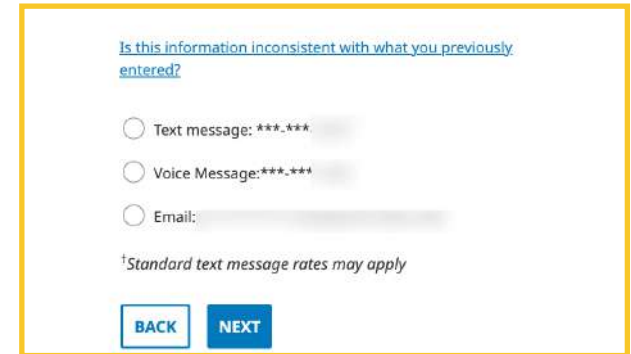 Is this information inconsistent with what you previously
entered?
Text message: ***-***
Voice Message:***-***
Email:
†Standard text message rates may apply
BACK
NEXT